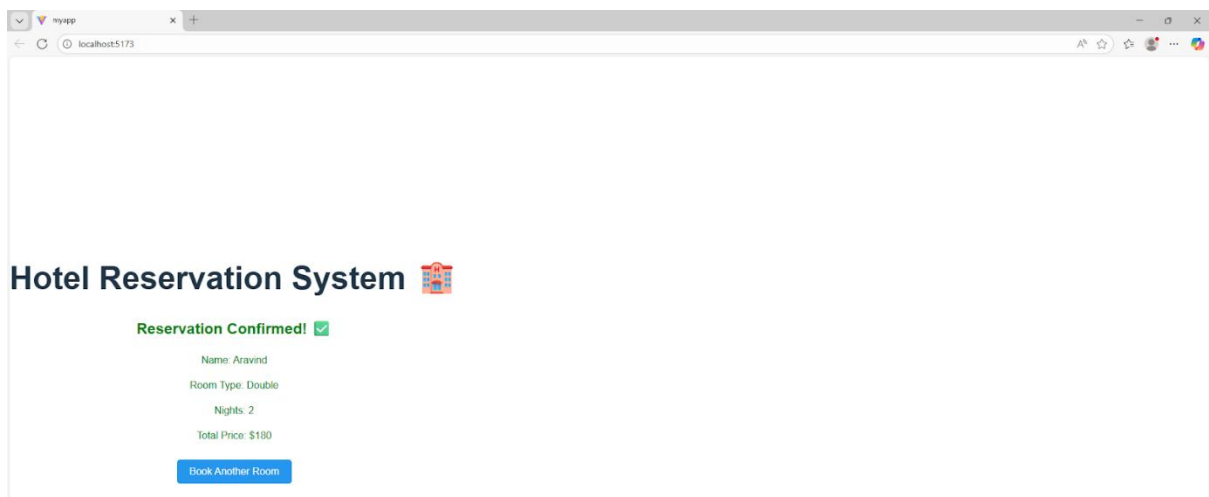 myapp
localhost:5173
Hotel Reservation System 🏨
Reservation Confirmed! ✅
Name: Aravind
Room Type: Double
Nights: 2
Total Price: $180
Book Another Room